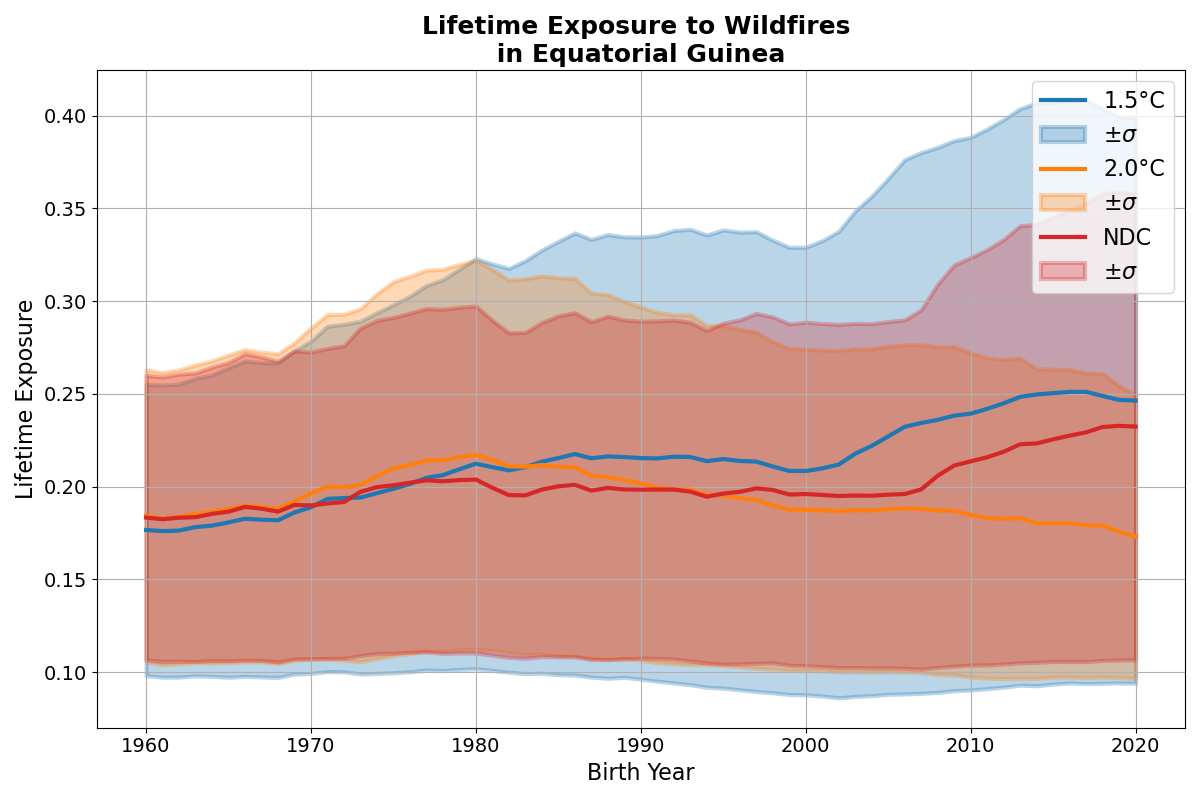 Lifetime Exposure to Wildfires
in Equatorial Guinea
Lifetime Exposure
0.40
0.35
0.30
0.25
0.20
0.15
0.10
1960
1970
1980
1990
2000
2010
2020
Birth Year
1.5°C
±σ
2.0°C
±σ
NDC
±σ